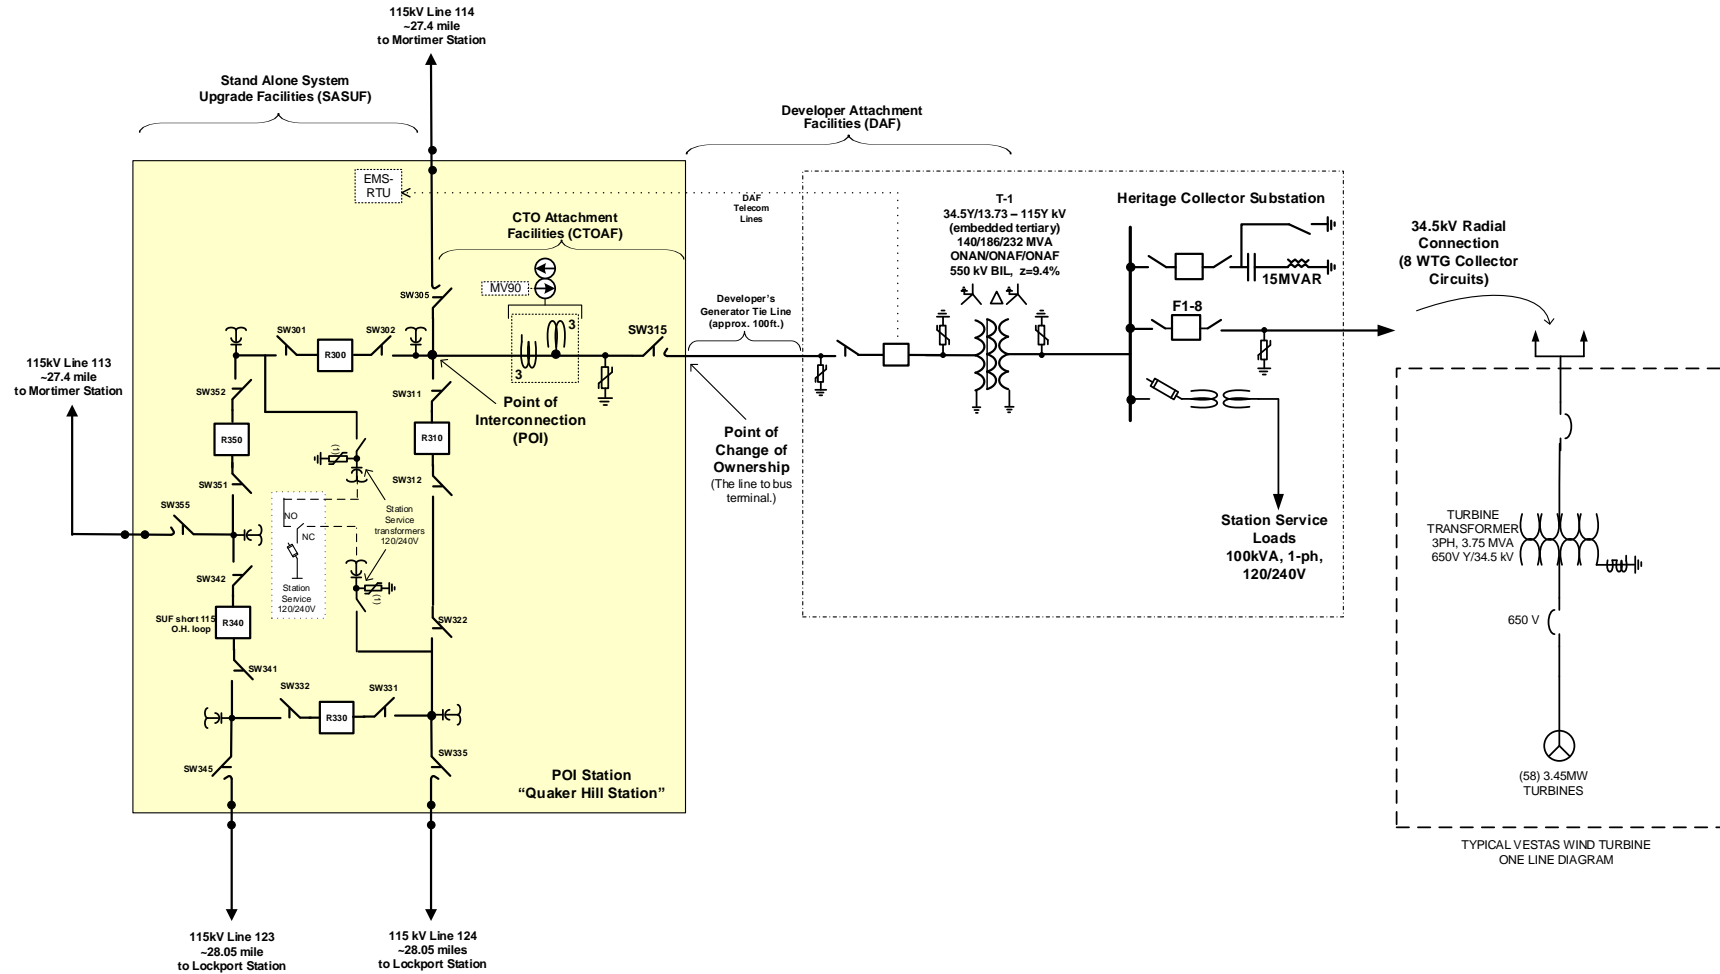 115kV Line 114
~27.4 mile
to Mortimer Station
Stand Alone System
Upgrade Facilities (SASUF)
Developer Attachment
Facilities (DAF)
EMS-
RTU
DAF
Telecom
Lines
CTO Attachment
Facilities (CTOAF)
MV90
3
3
SW305
SW315
Developer's
Generator Tie Line
(approx. 100ft.)
T-1
34.5Y/13.73 – 115Y kV
(embedded tertiary)
140/186/232 MVA
ONAN/ONAF/ONAF
550 kV BIL, z=9.4%
Heritage Collector Substation
15MVAR
F1-8
34.5kV Radial
Connection
(8 WTG Collector
Circuits)
115kV Line 113
~27.4 mile
to Mortimer Station
SW301
R300
SW302
SW352
R350
SW351
SW355
SW311
R310
SW312
Point of
Interconnection
(POI)
Point of
Change of
Ownership
(The line to bus
terminal.)
NO
NC
Station
Service
120/240V
Station
Service
transformers
120/240V
SW342
SUF short 115
O.H. loop
R340
SW341
SW322
SW332
R330
SW331
SW345
SW335
POI Station
“Quaker Hill Station”
Station Service
Loads
100kVA, 1-ph,
120/240V
TURBINE
TRANSFORMER
3PH, 3.75 MVA
650V Y/34.5 kV
650 V
(58) 3.45MW
TURBINES
TYPICAL VESTAS WIND TURBINE
ONE LINE DIAGRAM
115kV Line 123
~28.05 mile
to Lockport Station
115 kV Line 124
~28.05 miles
to Lockport Station